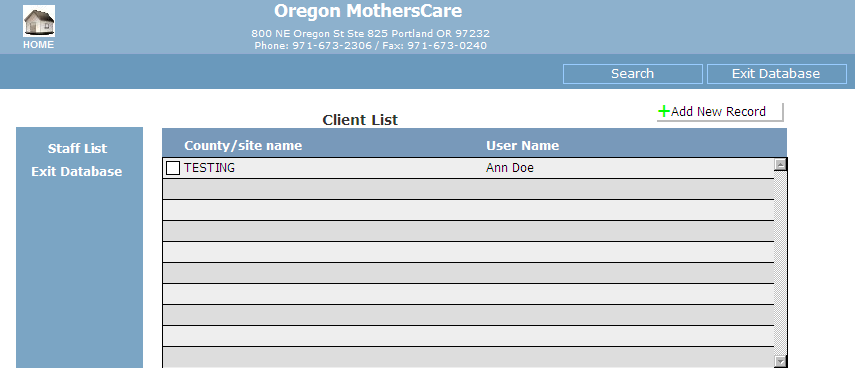 Oregon MothersCare
800 NE Oregon St Ste 825 Portland OR 97232
Phone: 971-673-2306 / Fax: 971-673-0240
HOME
Search
Exit Database
Client List
+Add New Record
Staff List
Exit Database
County/site name User Name
TESTING Ann Doe